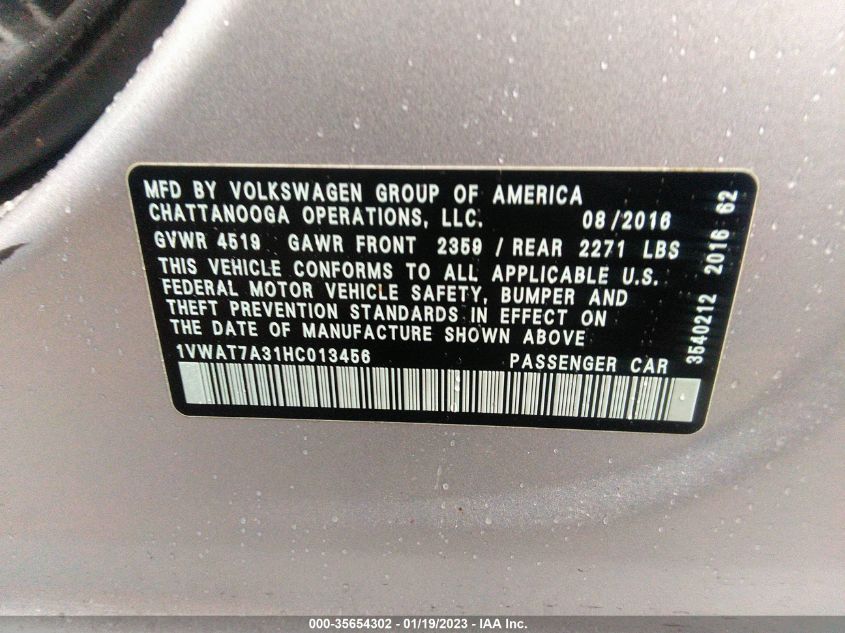 MFD BY VOLKSWAGEN GROUP OF AMERICA
CHATTANOOGA OPERATIONS, LLC. 08/2016
GVWR 4519 GAWR FRONT 2359 / REAR 2271 LBS
THIS VEHICLE CONFORMS TO ALL APPLICABLE U.S.
FEDERAL MOTOR VEHICLE SAFETY, BUMPER AND
THEFT PREVENTION STANDARDS IN EFFECT ON
THE DATE OF MANUFACTURE SHOWN ABOVE
1VWAT7A31HC013456 PASSENGER CAR
3540212 2016 62
000-35654302 - 01/19/2023 - IAA Inc.